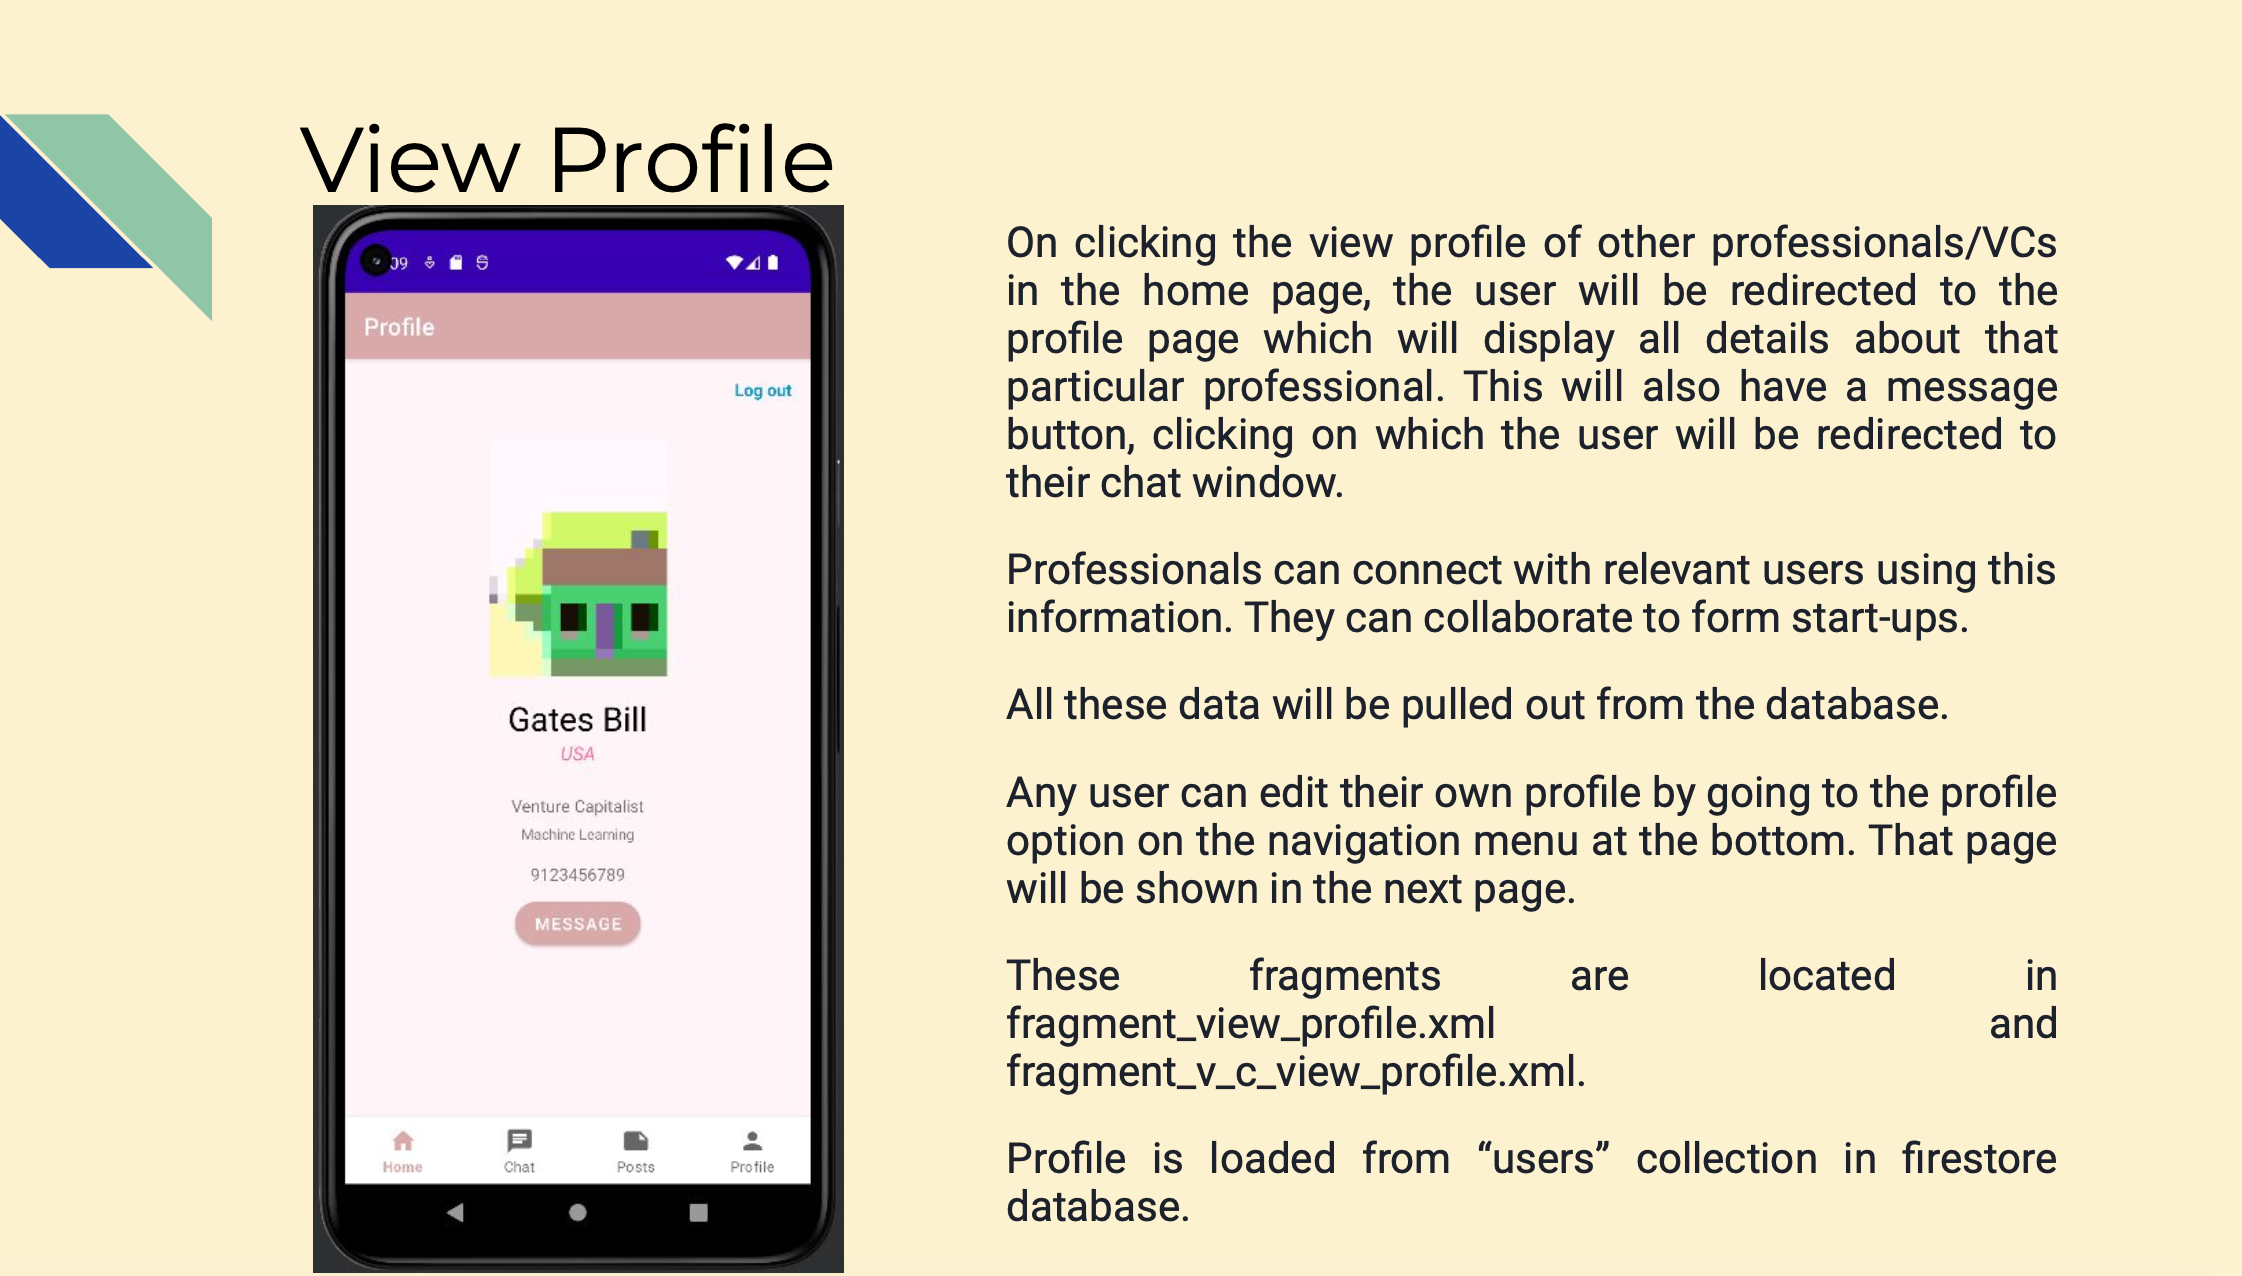 View Profile
09
Profile
Log out
Gates Bill
USA
Venture Capitalist
Machine Learning
9123456789
MESSAGE
Home
Chat
Posts
Profile
On clicking the view profile of other professionals/VCs
in the home page, the user will be redirected to the
profile page which will display all details about that
particular professional. This will also have a message
button, clicking on which the user will be redirected to
their chat window.
Professionals can connect with relevant users using this
information. They can collaborate to form start-ups.
All these data will be pulled out from the database.
Any user can edit their own profile by going to the profile
option on the navigation menu at the bottom. That page
will be shown in the next page.
These fragments are located in
fragment_view_profile.xml and
fragment_v_c_view_profile.xml.
Profile is loaded from “users” collection in firestore
database.